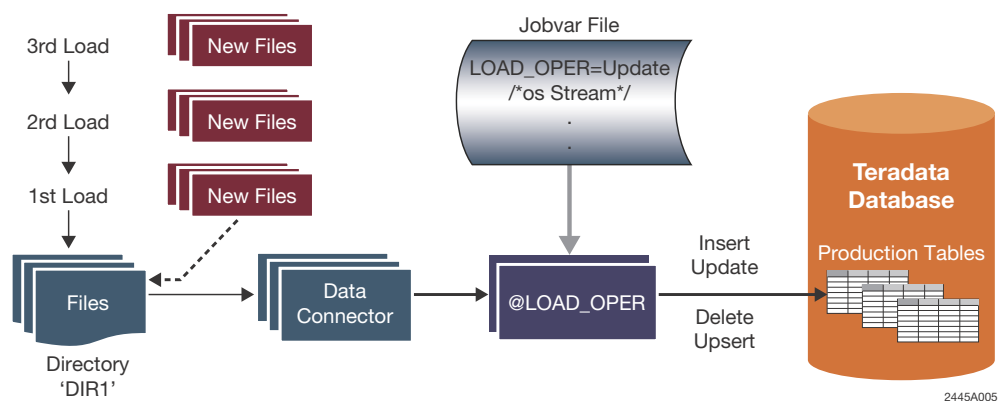 3rd Load
New Files
2rd Load
New Files
1st Load
New Files
Files
Directory
'DIR1'
Data
Connector
Jobvar File
LOAD_OPER=Update
/*os Stream*/
.
.
@LOAD_OPER
Insert
Update
Delete
Upsert
Teradata
Database
Production Tables
2445A005